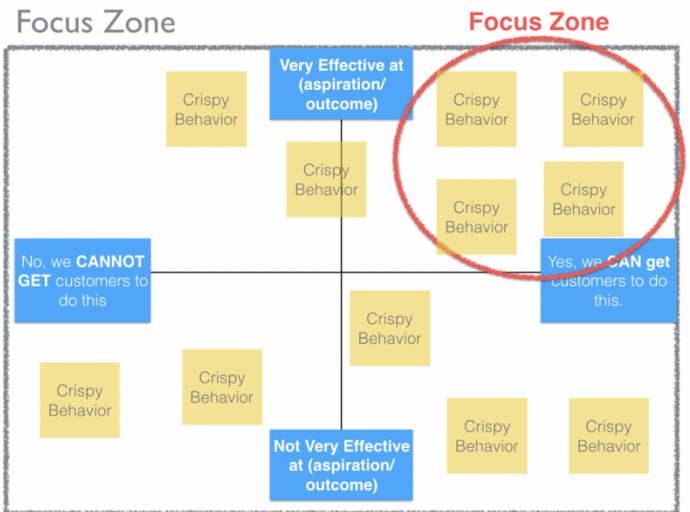 Focus Zone
Focus Zone
Very Effective at
(aspiration/
outcome)
Crispy
Behavior
Crispy
Behavior
Crispy
Behavior
Crispy
Behavior
Crispy
Behavior
Crispy
Behavior
No, we CANNOT
GET customers to
do this
Yes, we CAN get
customers to do
this.
Crispy
Behavior
Crispy
Behavior
Crispy
Behavior
Crispy
Behavior
Crispy
Behavior
Not Very Effective
at (aspiration/
outcome)